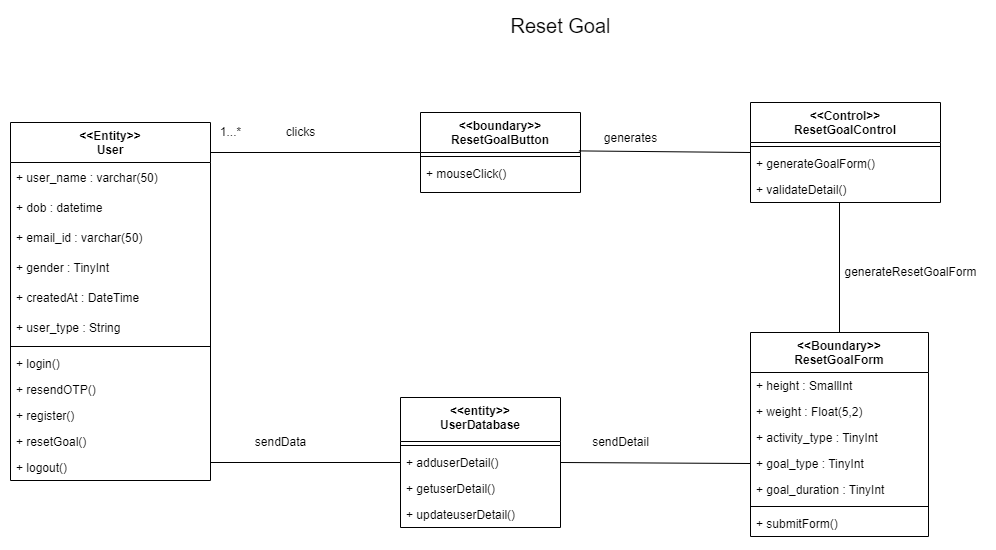 Reset Goal
<<Entity>>
User
+ user_name : varchar(50)
+ dob : datetime
+ email_id : varchar(50)
+ gender : TinyInt
+ createdAt : DateTime
+ user_type : String
+ login()
+ resendOTP()
+ register()
+ resetGoal()
+ logout()
1...*
clicks
<<boundary>>
ResetGoalButton
+ mouseClick()
generates
<<Control>>
ResetGoalControl
+ generateGoalForm()
+ validateDetail()
generateResetGoalForm
<<Boundary>>
ResetGoalForm
+ height : SmallInt
+ weight : Float(5,2)
+ activity_type : TinyInt
+ goal_type : TinyInt
+ goal_duration : TinyInt
+ submitForm()
sendDetail
<<entity>>
UserDatabase
+ adduserDetail()
+ getuserDetail()
+ updateuserDetail()
sendData